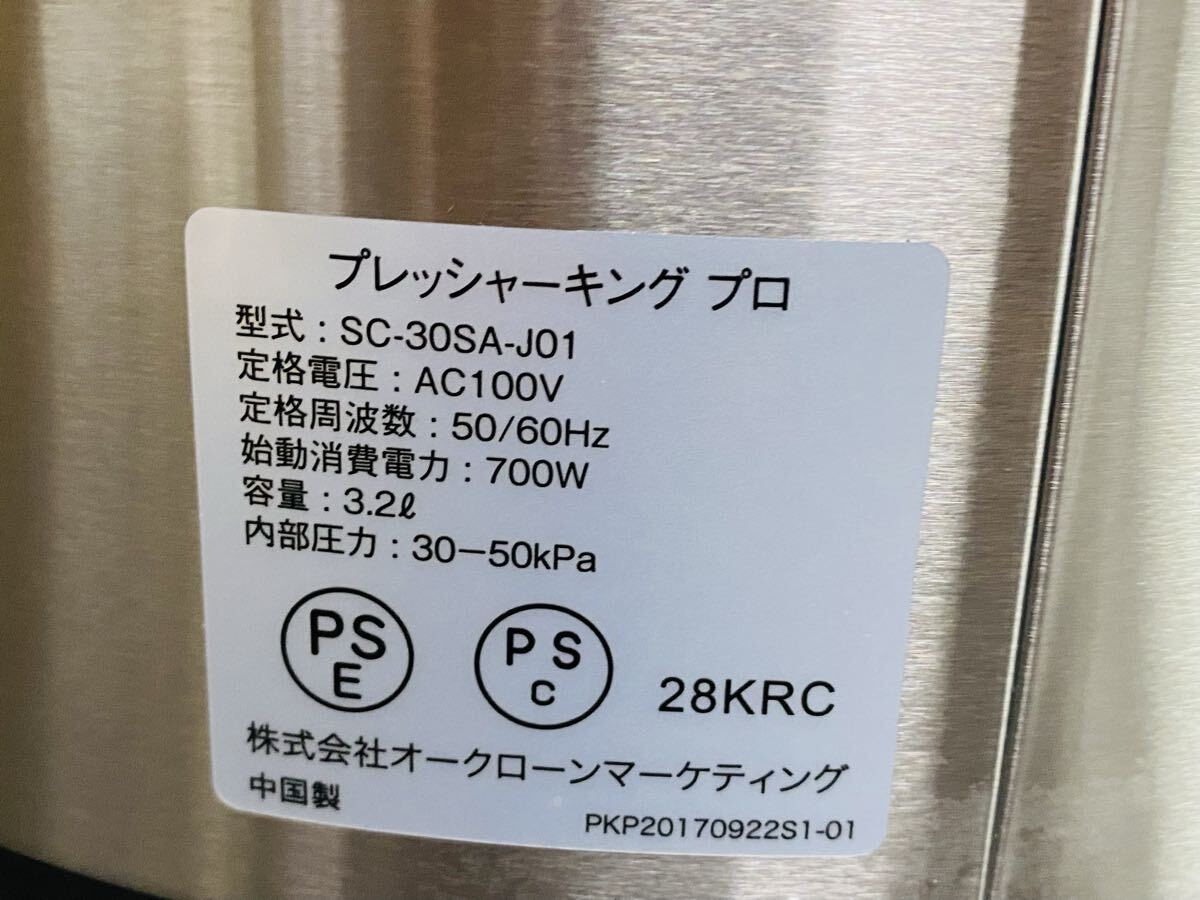 プレッシャーキング プロ
型式：SC-30SA-J01
定格電圧：AC100V
定格周波数：50/60Hz
始動消費電力：700W
容量：3.2ℓ
内部圧力：30−50kPa
PS E
PS C 28KRC
株式会社オークローンマーケティング
中国製
PKP20170922S1-01